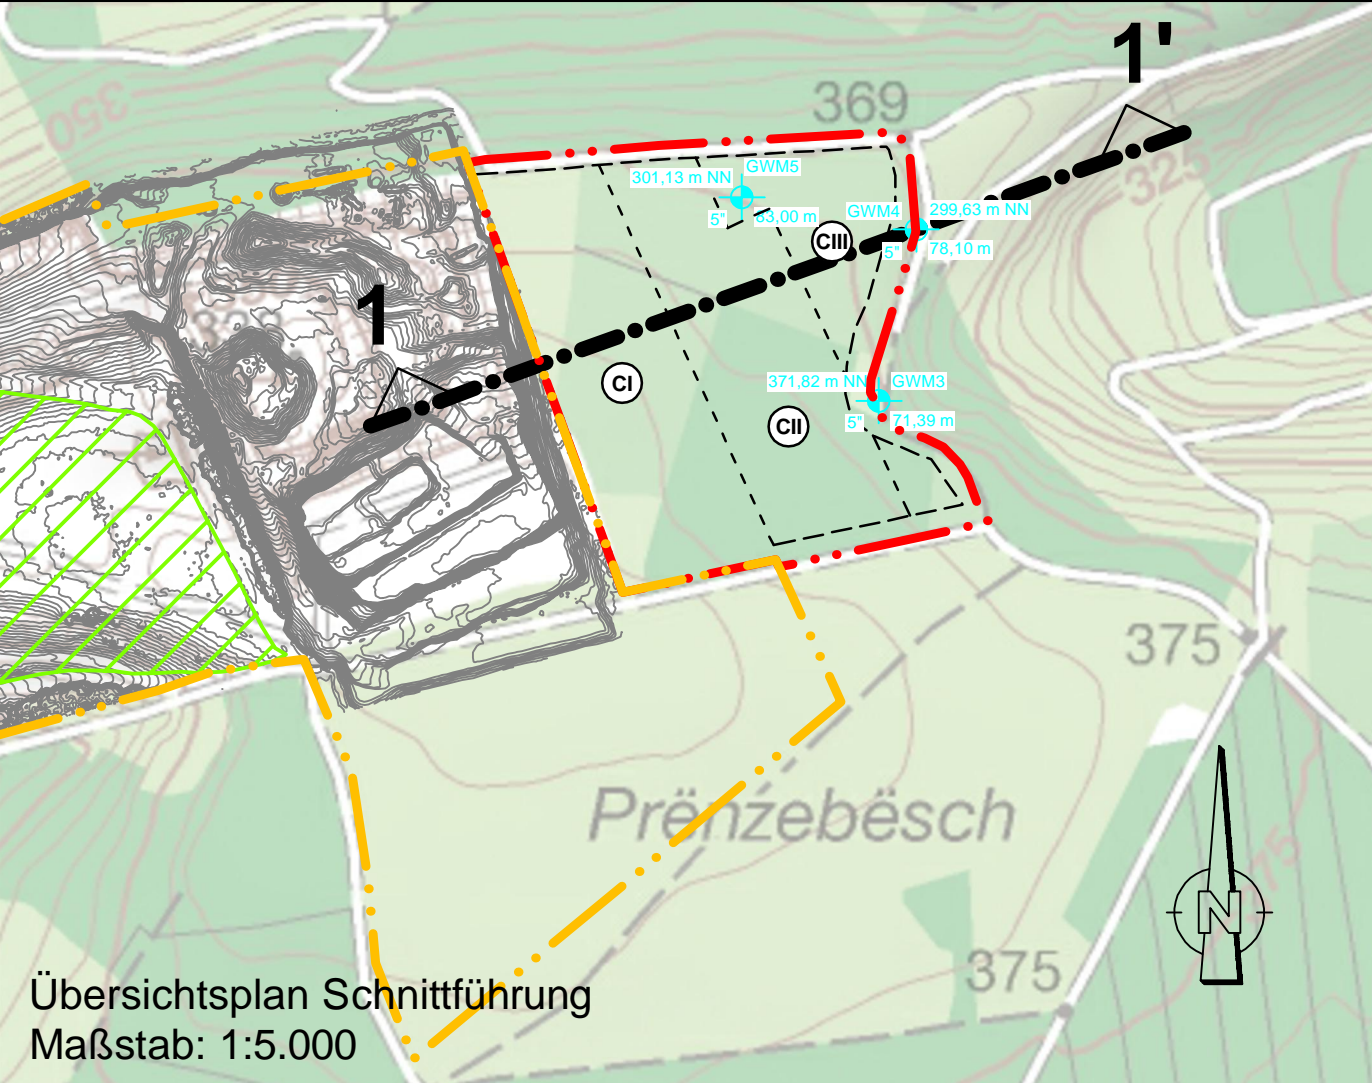 1'
350
369
GWM5
301,13 m NN
5"
83,00 m
GWM4
299,63 m NN
5"
78,10 m
CIII
325
1
CI
371,82 m NN
GWM3
5"
71,39 m
CII
375
Prënzebësch
375
N
375
Übersichtsplan Schnittführung
Maßstab: 1:5.000